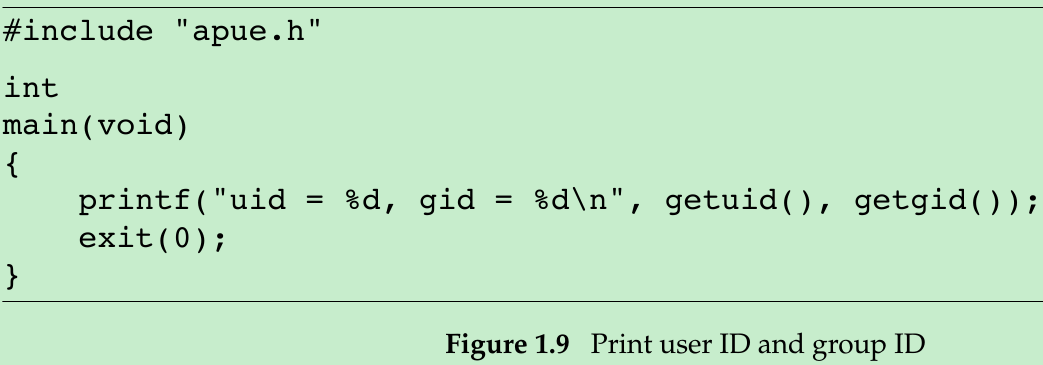 #include "apue.h"
int
main(void)
{
    printf("uid = %d, gid = %d\n", getuid(), getgid());
    exit(0);
}
Figure 1.9 Print user ID and group ID